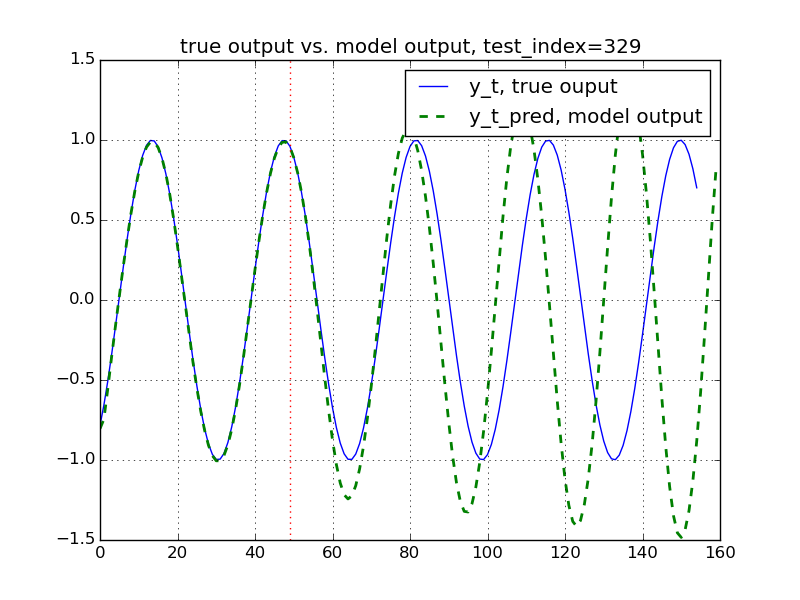 true output vs. model output, test_index=329
y_t, true ouput
y_t_pred, model output
1.5
1.0
0.5
0.0
−0.5
−1.0
−1.5
0 20 40 60 80 100 120 140 160